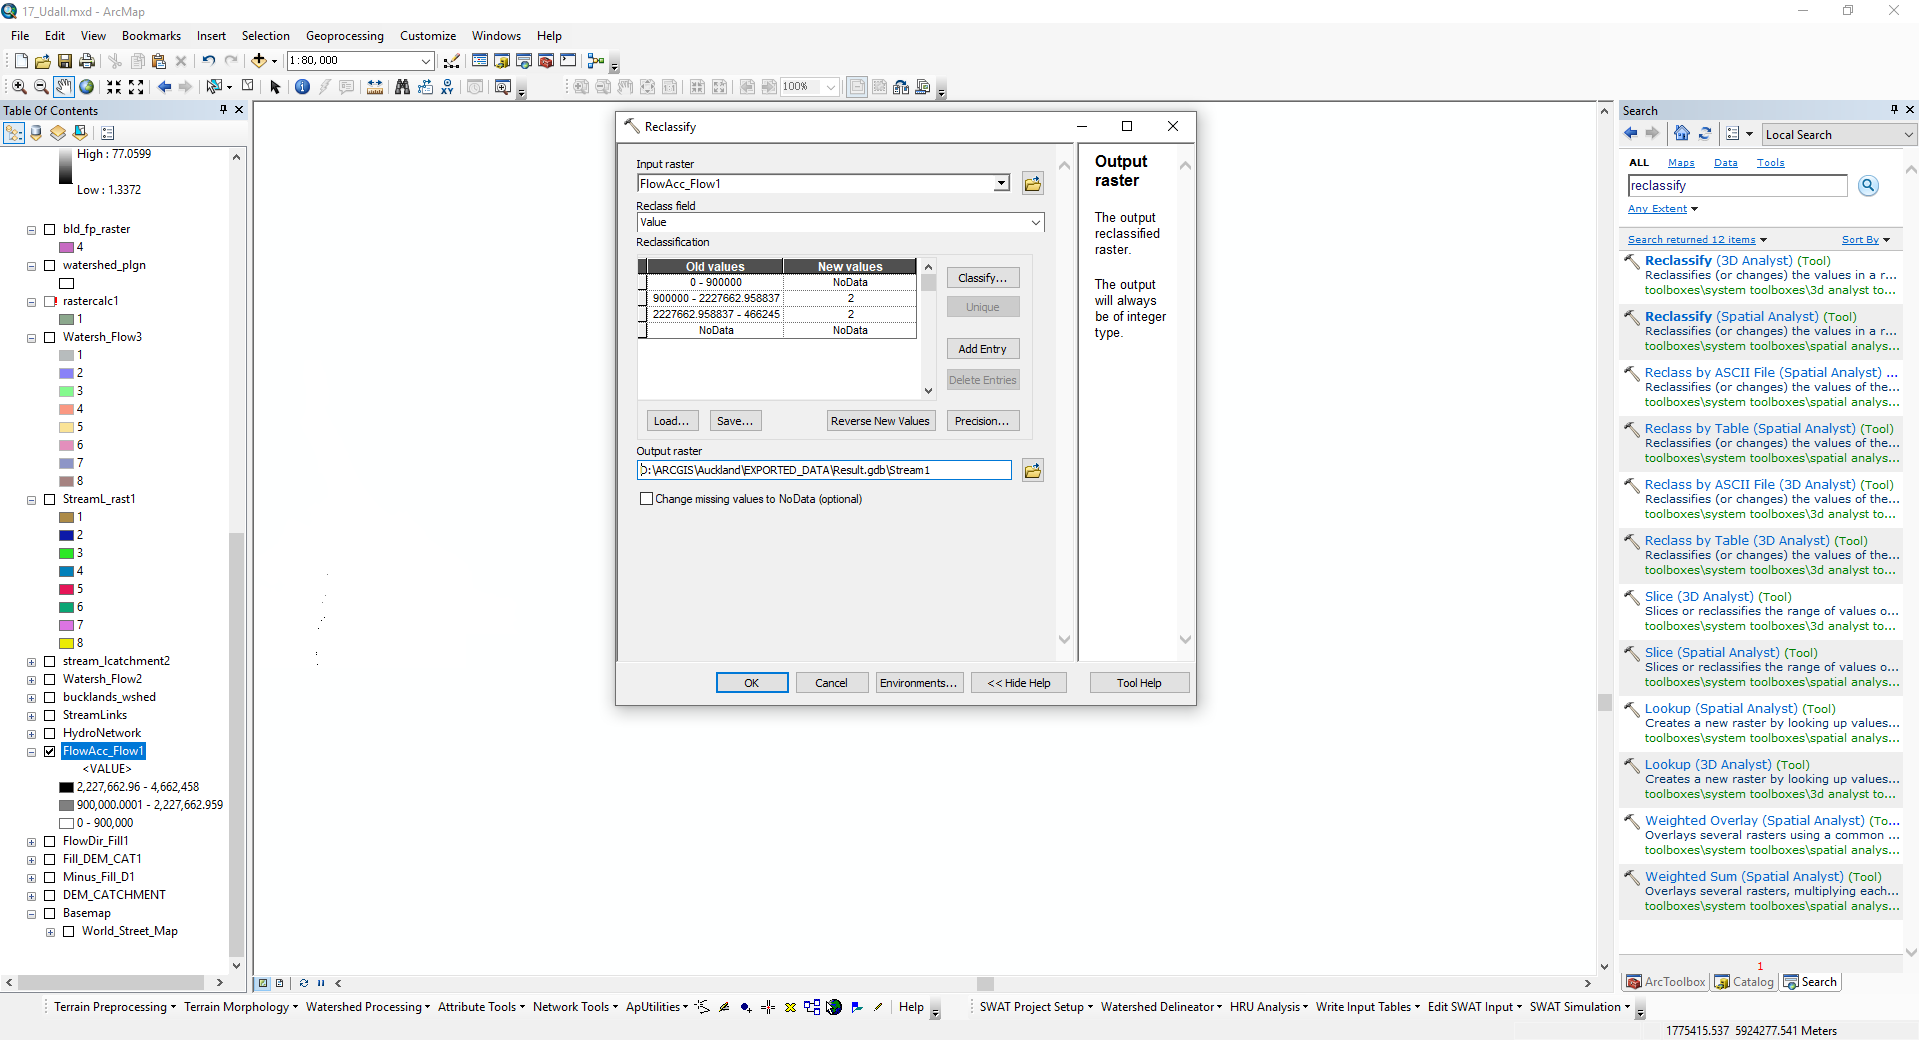 17_Udall.mxd - ArcMap
File Edit View Bookmarks Insert Selection Geoprocessing Customize Windows Help
1:80,000
100%
Table Of Contents
High : 77.0599
Low : 1.3372
bld_fp_raster
4
watershed_plgn
rastercalc1
1
Watersh_Flow3
1
2
3
4
5
6
7
8
StreamL_rast1
1
2
3
4
5
6
7
8
stream_lcatchment2
Watersh_Flow2
bucklands_wshed
StreamLinks
HydroNetwork
FlowAcc_Flow1
<VALUE>
2,227,662.96 - 4,662,458
900,000.0001 - 2,227,662.959
0 - 900,000
FlowDir_Fill1
Fill_DEM_CAT1
Minus_Fill_D1
DEM_CATCHMENT
Basemap
World_Street_Map
Reclassify
Input raster
FlowAcc_Flow1
Reclass field
Value
Reclassification
Old values New values
0 - 900000 NoData
900000 - 2227662.958837 2
2227662.958837 - 466245 2
NoData NoData
Classify...
Unique
Add Entry
Delete Entries
Load... Save... Reverse New Values Precision...
Output raster
D:\ARCGIS\Auckland\EXPORTED_DATA\Result.gdb\Stream1
Change missing values to NoData (optional)
OK Cancel Environments... << Hide Help Tool Help
Output
raster
The output
reclassified
raster.
The output
will always
be of integer
type.
Search
Local Search
ALL Maps Data Tools
reclassify
Any Extent
Search returned 12 items Sort By
Reclassify (3D Analyst) (Tool)
Reclassifies (or changes) the values in a r...
toolboxes\system toolboxes\3d analyst to...
Reclassify (Spatial Analyst) (Tool)
Reclassifies (or changes) the values in a r...
toolboxes\system toolboxes\spatial analys...
Reclass by ASCII File (Spatial Analyst) ...
Reclassifies (or changes) the values of the...
toolboxes\system toolboxes\spatial analys...
Reclass by Table (Spatial Analyst) (Tool)
Reclassifies (or changes) the values of the...
toolboxes\system toolboxes\spatial analys...
Reclass by ASCII File (3D Analyst) (Tool)
Reclassifies (or changes) the values of the...
toolboxes\system toolboxes\3d analyst to...
Reclass by Table (3D Analyst) (Tool)
Reclassifies (or changes) the values of the...
toolboxes\system toolboxes\3d analyst to...
Slice (3D Analyst) (Tool)
Slices or reclassifies the range of values o...
toolboxes\system toolboxes\3d analyst to...
Slice (Spatial Analyst) (Tool)
Slices or reclassifies the range of values o...
toolboxes\system toolboxes\spatial analys...
Lookup (Spatial Analyst) (Tool)
Creates a new raster by looking up values...
toolboxes\system toolboxes\spatial analys...
Lookup (3D Analyst) (Tool)
Creates a new raster by looking up values...
toolboxes\system toolboxes\3d analyst to...
Weighted Overlay (Spatial Analyst) (To...
Overlays several rasters using a common ...
toolboxes\system toolboxes\spatial analys...
Weighted Sum (Spatial Analyst) (Tool)
Overlays several rasters, multiplying each...
toolboxes\system toolboxes\spatial analys...
1
ArcToolbox Catalog Search
Terrain Preprocessing Terrain Morphology Watershed Processing Attribute Tools Network Tools ApUtilities Help SWAT Project Setup Watershed Delineator HRU Analysis Write Input Tables Edit SWAT Input SWAT Simulation
1775415.537 5924277.541 Meters